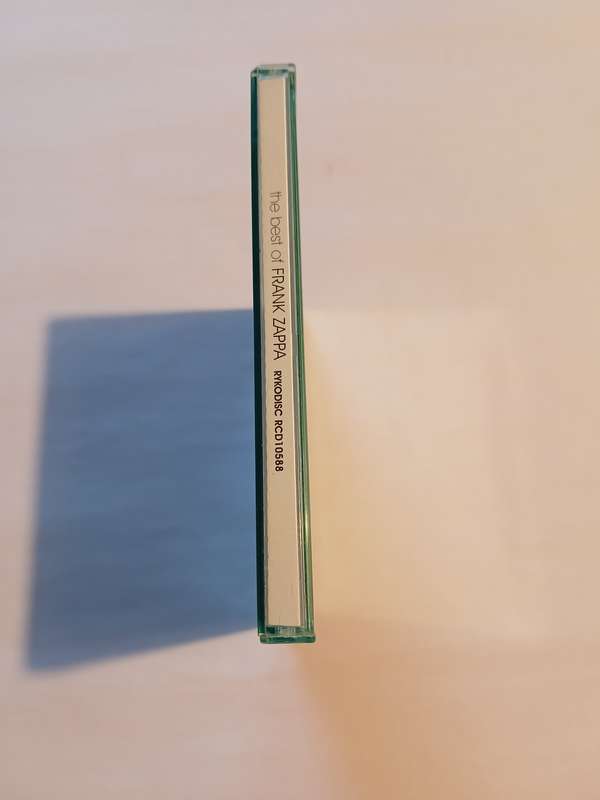 the best of FRANK ZAPPA RYKODISC RCD10588